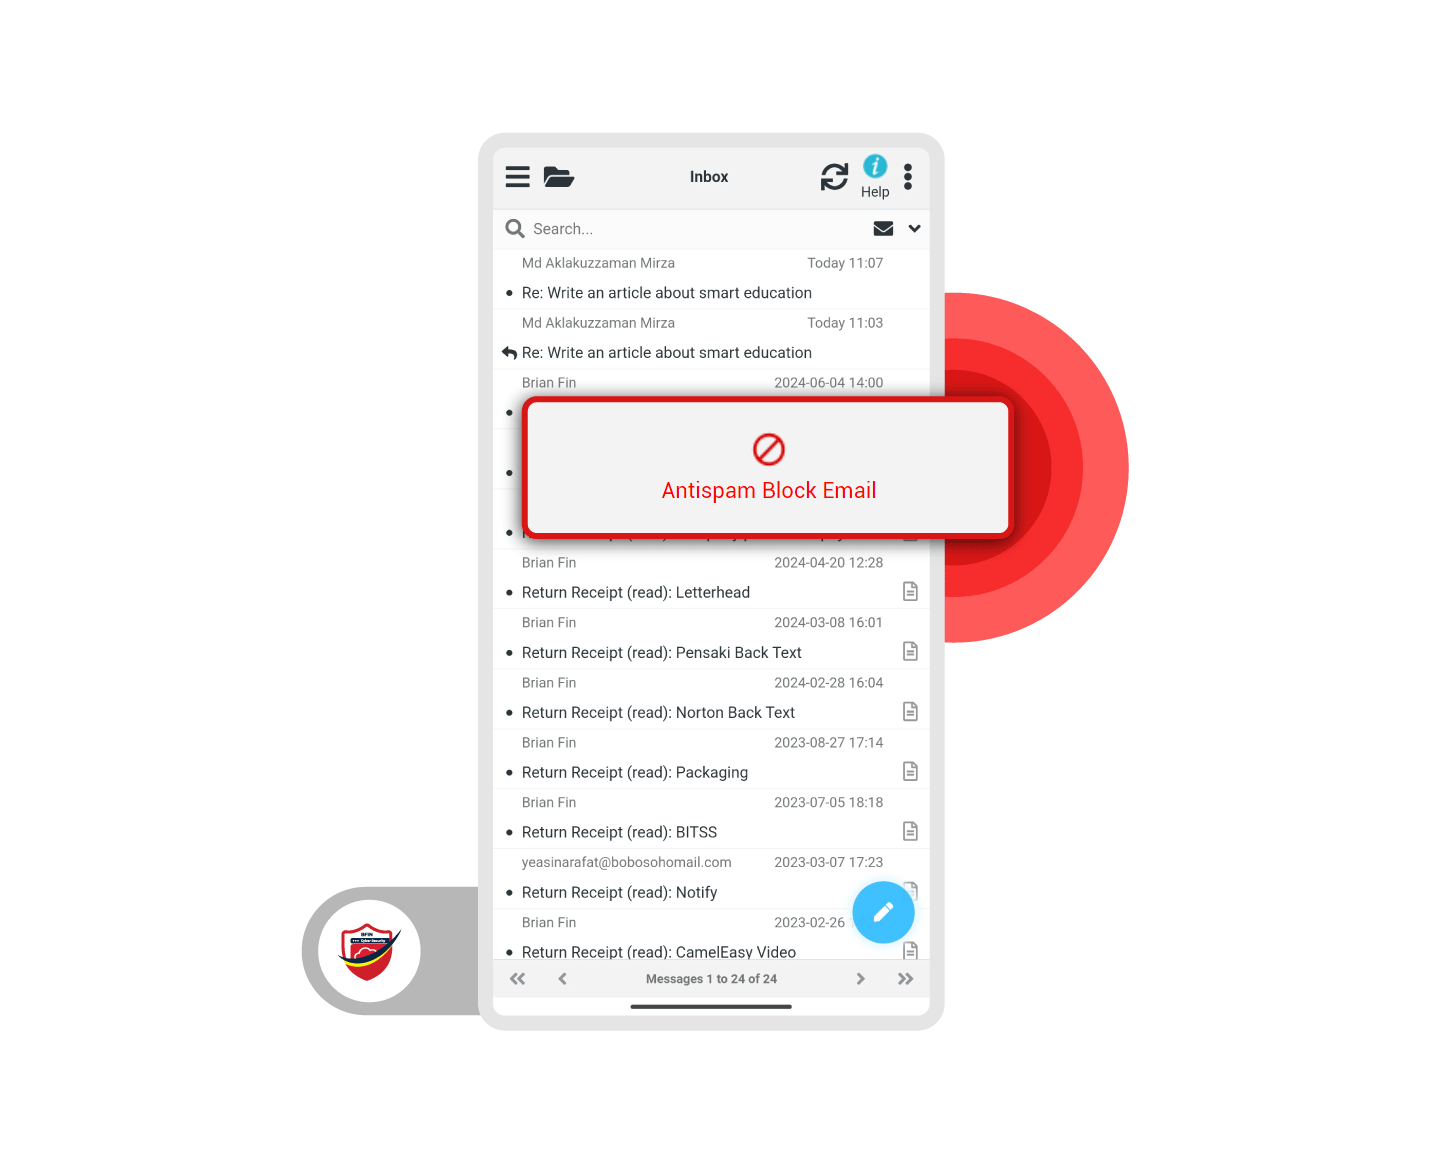 Inbox
Help
Search...
Md Aklakuzzaman Mirza Today 11:07
Re: Write an article about smart education
Md Aklakuzzaman Mirza Today 11:03
Re: Write an article about smart education
Brian Fin 2024-06-04 14:00
Antispam Block Email
Brian Fin 2024-04-20 12:28
Return Receipt (read): Letterhead
Brian Fin 2024-03-08 16:01
Return Receipt (read): Pensaki Back Text
Brian Fin 2024-02-28 16:04
Return Receipt (read): Norton Back Text
Brian Fin 2023-08-27 17:14
Return Receipt (read): Packaging
Brian Fin 2023-07-05 18:18
Return Receipt (read): BITSS
yeasinarafat@bobosohomail.com 2023-03-07 17:23
Return Receipt (read): Notify
Brian Fin 2023-02-26
Return Receipt (read): CamelEasy Video
Messages 1 to 24 of 24
BFIN
Cyber Security